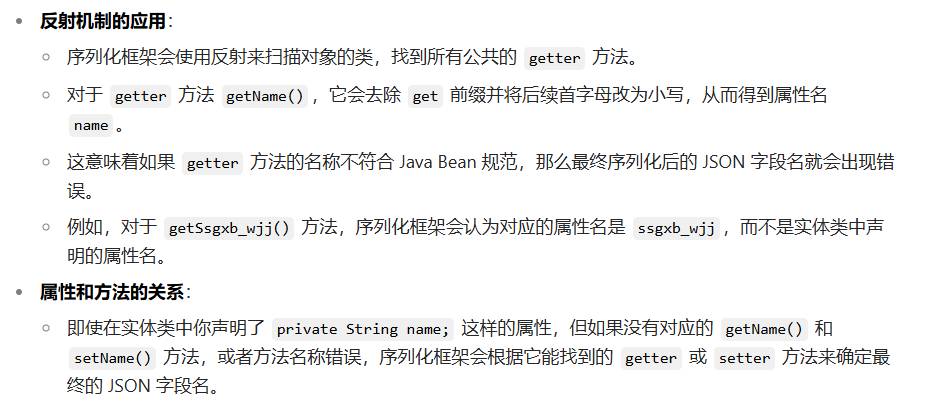 反射机制的应用：
序列化框架会使用反射来扫描对象的类，找到所有公共的 getter 方法。
对于 getter 方法 getName()，它会去除 get 前缀并将后续首字母改为小写，从而得到属性名
name。
这意味着如果 getter 方法的名称不符合 Java Bean 规范，那么最终序列化后的 JSON 字段名就会出现错
误。
例如，对于 getSsgxb_wjj() 方法，序列化框架会认为对应的属性名是 ssgxb_wjj，而不是实体类中声
明的属性名。
属性和方法的关系：
即使在实体类中你声明了 private String name; 这样的属性，但如果没有对应的 getName() 和
setName() 方法，或者方法名称错误，序列化框架会根据它能找到的 getter 或 setter 方法来确定最
终的 JSON 字段名。